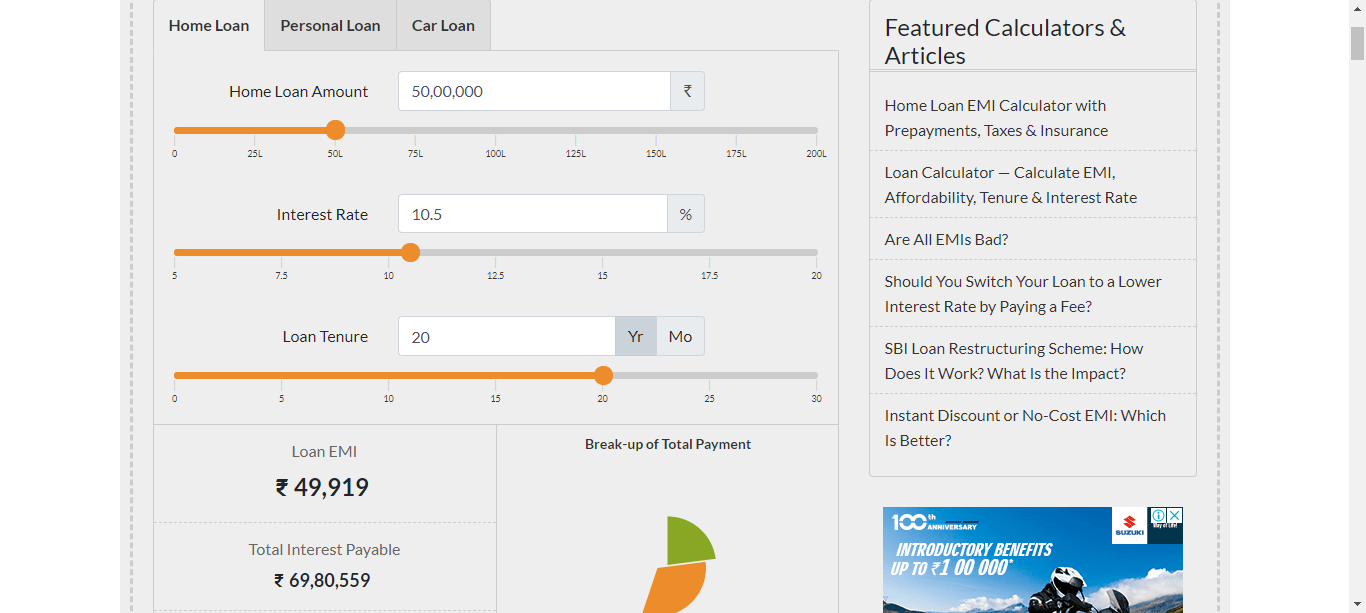 Home Loan
Personal Loan
Car Loan
Home Loan Amount
50,00,000
₹
0 25L 50L 75L 100L 125L 150L 175L 200L
Interest Rate
10.5
%
5 7.5 10 12.5 15 17.5 20
Loan Tenure
20
Yr
Mo
0 5 10 15 20 25 30
Loan EMI
₹ 49,919
Total Interest Payable
₹ 69,80,559
Break-up of Total Payment
Featured Calculators &
Articles
Home Loan EMI Calculator with
Prepayments, Taxes & Insurance
Loan Calculator — Calculate EMI,
Affordability, Tenure & Interest Rate
Are All EMIs Bad?
Should You Switch Your Loan to a Lower
Interest Rate by Paying a Fee?
SBI Loan Restructuring Scheme: How
Does It Work? What Is the Impact?
Instant Discount or No-Cost EMI: Which
Is Better?
100th
ANNIVERSARY
SUZUKI
Way of Life!
INTRODUCTORY BENEFITS
UP TO ₹1 00 000*